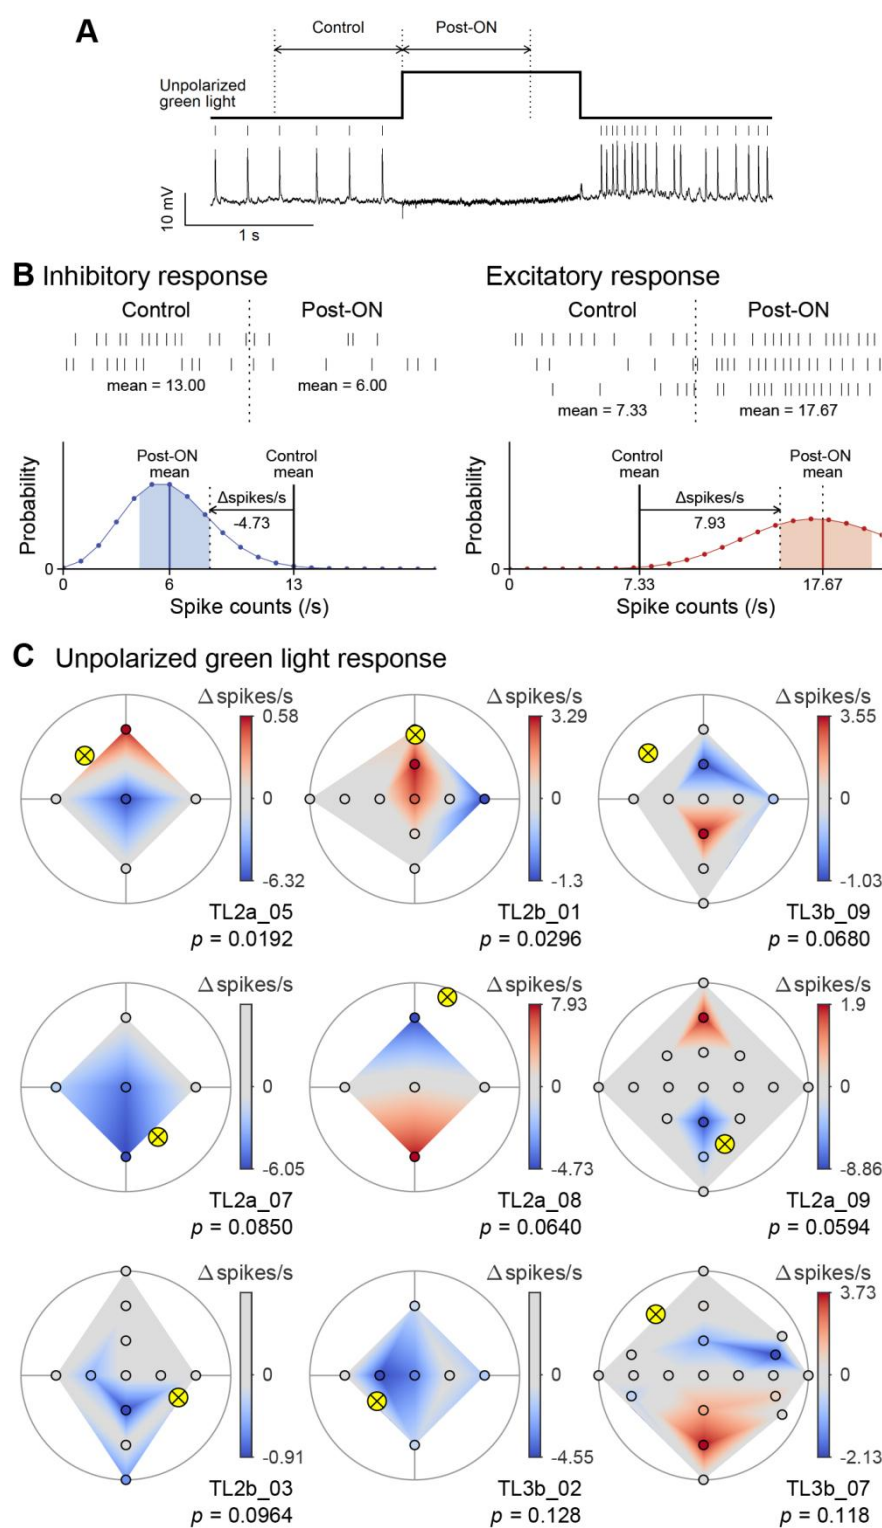 A
Control Post-ON
Unpolarized
green light
10 mV
1 s
B Inhibitory response Excitatory response
Control Post-ON Control Post-ON
mean = 13.00 mean = 6.00 mean = 7.33 mean = 17.67
Probability Post-ON mean Control mean Δspikes/s -4.73
0 0 6 13
Spike counts (/s)
Probability Control mean Post-ON mean Δspikes/s 7.93
0 0 7.33 17.67
Spike counts (/s)
C Unpolarized green light response
Δ spikes/s Δ spikes/s Δ spikes/s
0.58 3.29 3.55
0 0 0
-6.32 -1.3 -1.03
TL2a_05 TL2b_01 TL3b_09
p = 0.0192 p = 0.0296 p = 0.0680
Δ spikes/s Δ spikes/s Δ spikes/s
7.93 1.9
0 0 0
-6.05 -4.73 -8.86
TL2a_07 TL2a_08 TL2a_09
p = 0.0850 p = 0.0640 p = 0.0594
Δ spikes/s Δ spikes/s Δ spikes/s
3.73
0 0 0
-0.91 -4.55 -2.13
TL2b_03 TL3b_02 TL3b_07
p = 0.0964 p = 0.128 p = 0.118